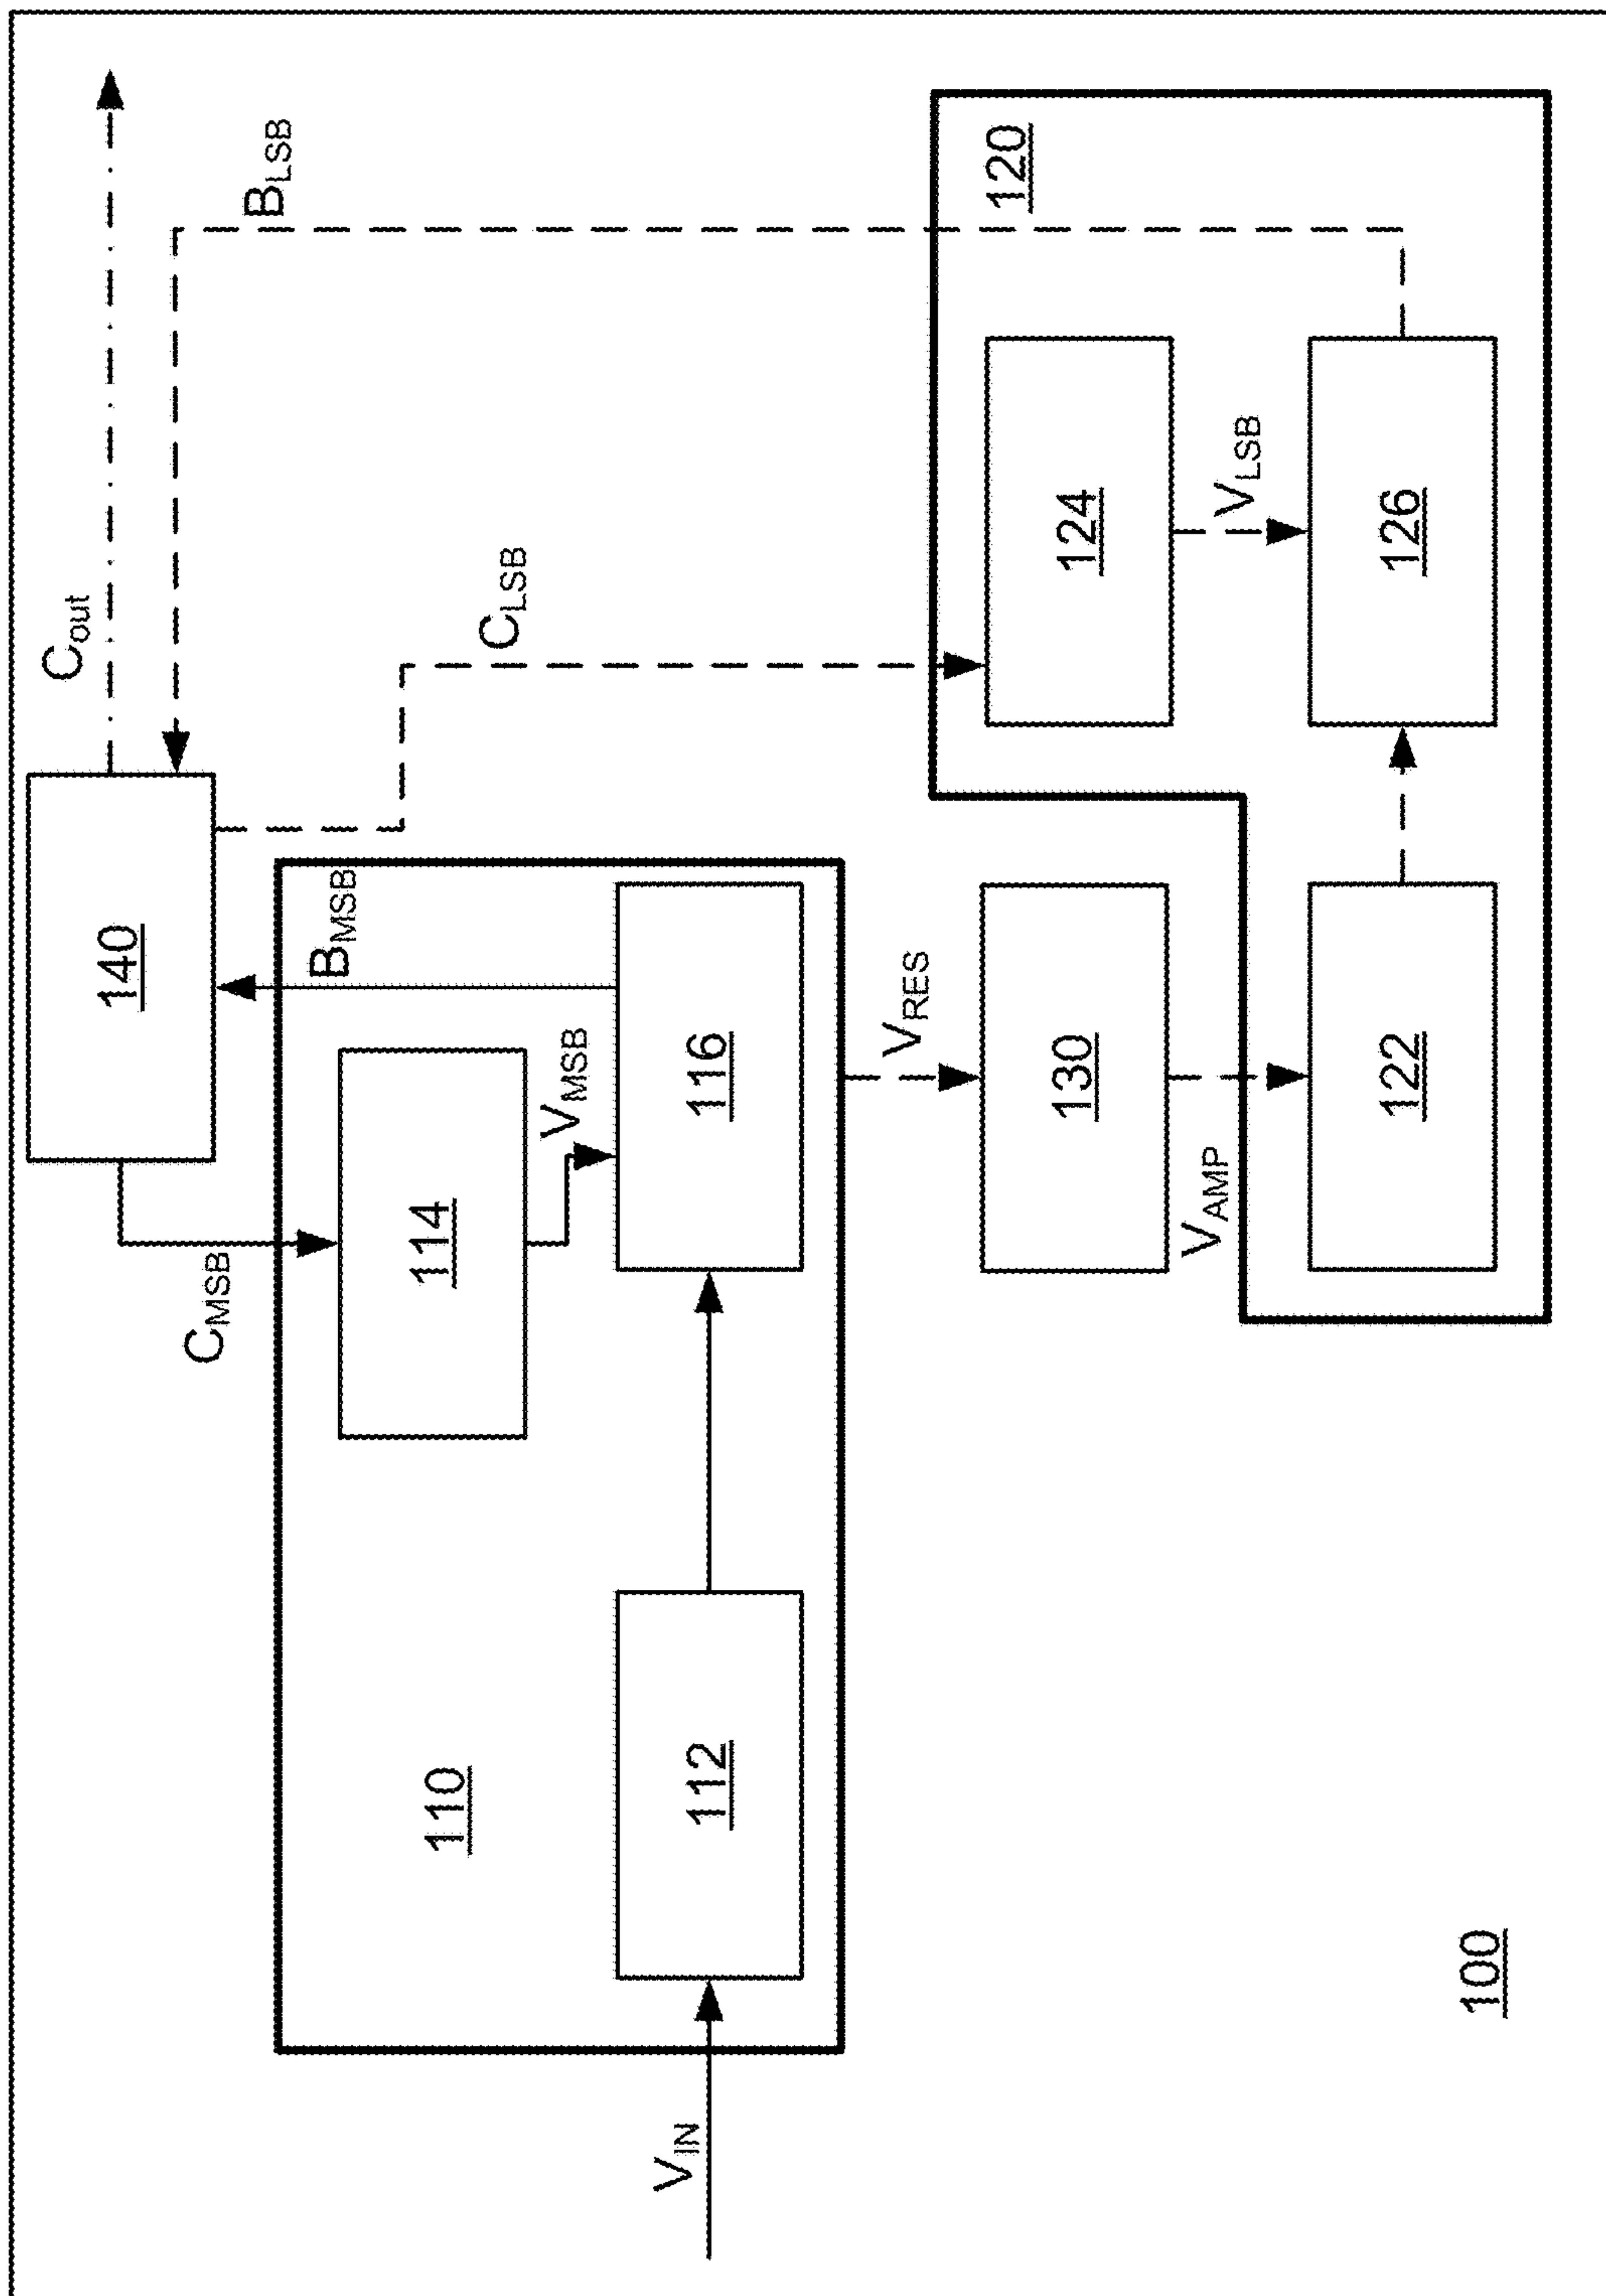 C_out
140
B_LSB
C_MSB
B_MSB
C_LSB
110
114
V_MSB
V_IN
112
116
V_RES
120
130
124
V_AMP
V_LSB
122
126
100